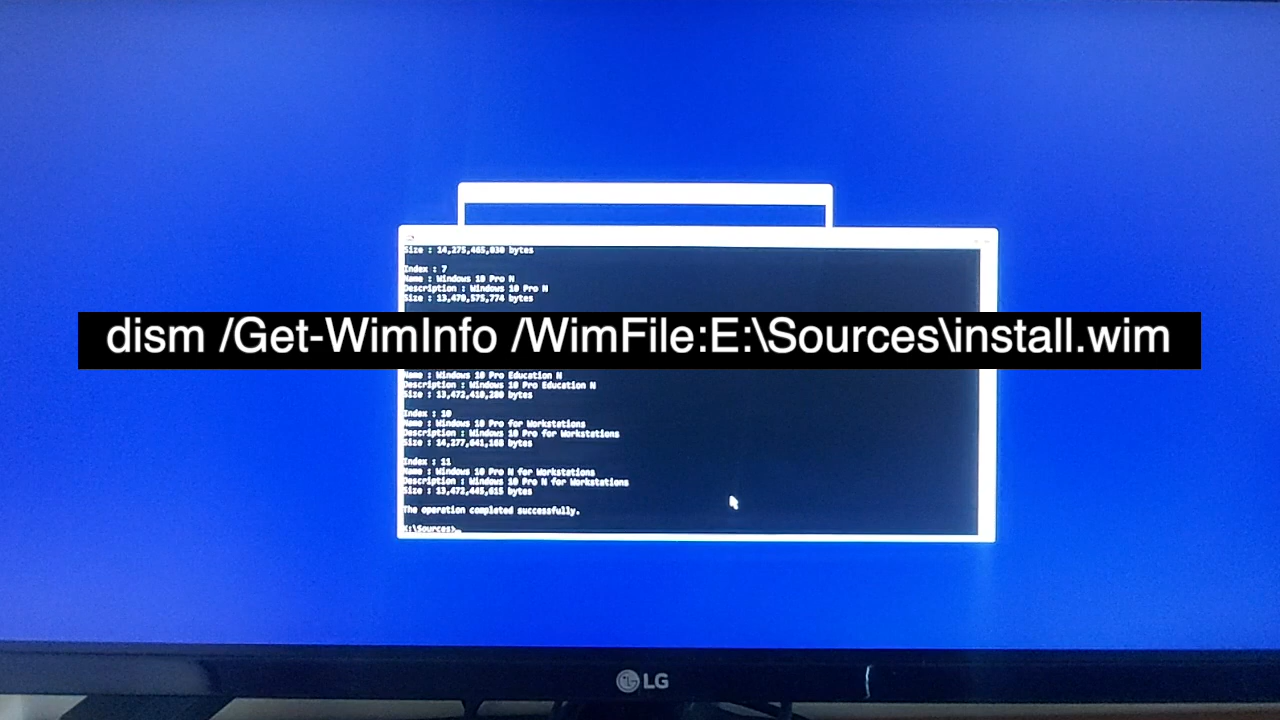 Size : 14,275,465,030 bytes
Index : 7
Name : Windows 10 Pro N
Description : Windows 10 Pro N
Size : 13,470,575,774 bytes
dism /Get-WimInfo /WimFile:E:\Sources\install.wim
Name : Windows 10 Pro Education N
Description : Windows 10 Pro Education N
Size : 13,472,410,200 bytes
Index : 10
Name : Windows 10 Pro for Workstations
Description : Windows 10 Pro for Workstations
Size : 14,277,641,160 bytes
Index : 11
Name : Windows 10 Pro N for Workstations
Description : Windows 10 Pro N for Workstations
Size : 13,472,445,615 bytes
The operation completed successfully.
X:\Sources>_
LG